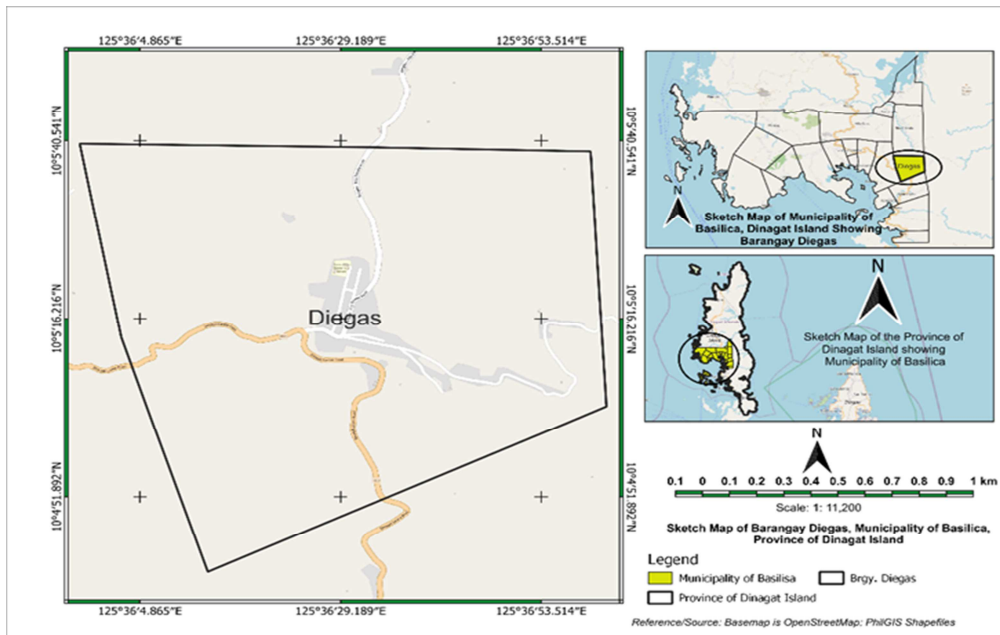 125°36′4.865″E 125°36′29.189″E 125°36′53.514″E
10°5′40.541″N
10°5′16.216″N
10°4′51.892″N
Diegas
10°5′40.541″N
10°5′16.216″N
10°4′51.892″N
125°36′4.865″E 125°36′29.189″E 125°36′53.514″E
Diegas
N
Sketch Map of Municipality of
Basilica, Dinagat Island Showing
Barangay Diegas
N
Sketch Map of the Province of
Dinagat Island showing
Municipality of Basilica
N
0.1 0 0.1 0.2 0.3 0.4 0.5 0.6 0.7 0.8 0.9 1 km
Scale: 1: 11,200
Sketch Map of Barangay Diegas, Municipality of Basilica,
Province of Dinagat Island
Legend
Municipality of Basilisa Brgy. Diegas
Province of Dinagat Island
Reference/Source: Basemap is OpenStreetMap; PhilGIS Shapefiles